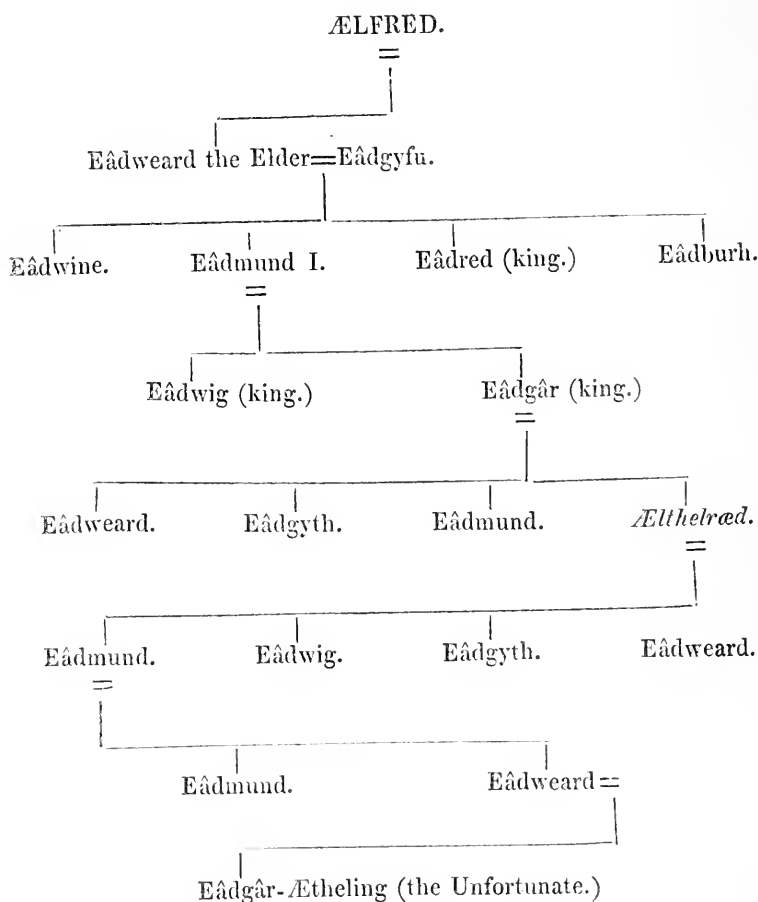 ÆLFRED.
=
Eâdweard the Elder=Eâdgyfu.
Eâdwine. Eâdmund I. Eâdred (king.) Eâdburh.
=
Eâdwig (king.) Eâdgâr (king.)
=
Eâdweard. Eâdgyth. Eâdmund. Ælthelræd.
=
Eâdmund. Eâdwig. Eâdgyth. Eâdweard.
=
Eâdmund. Eâdweard=
Eâdgâr-Ætheling (the Unfortunate.)